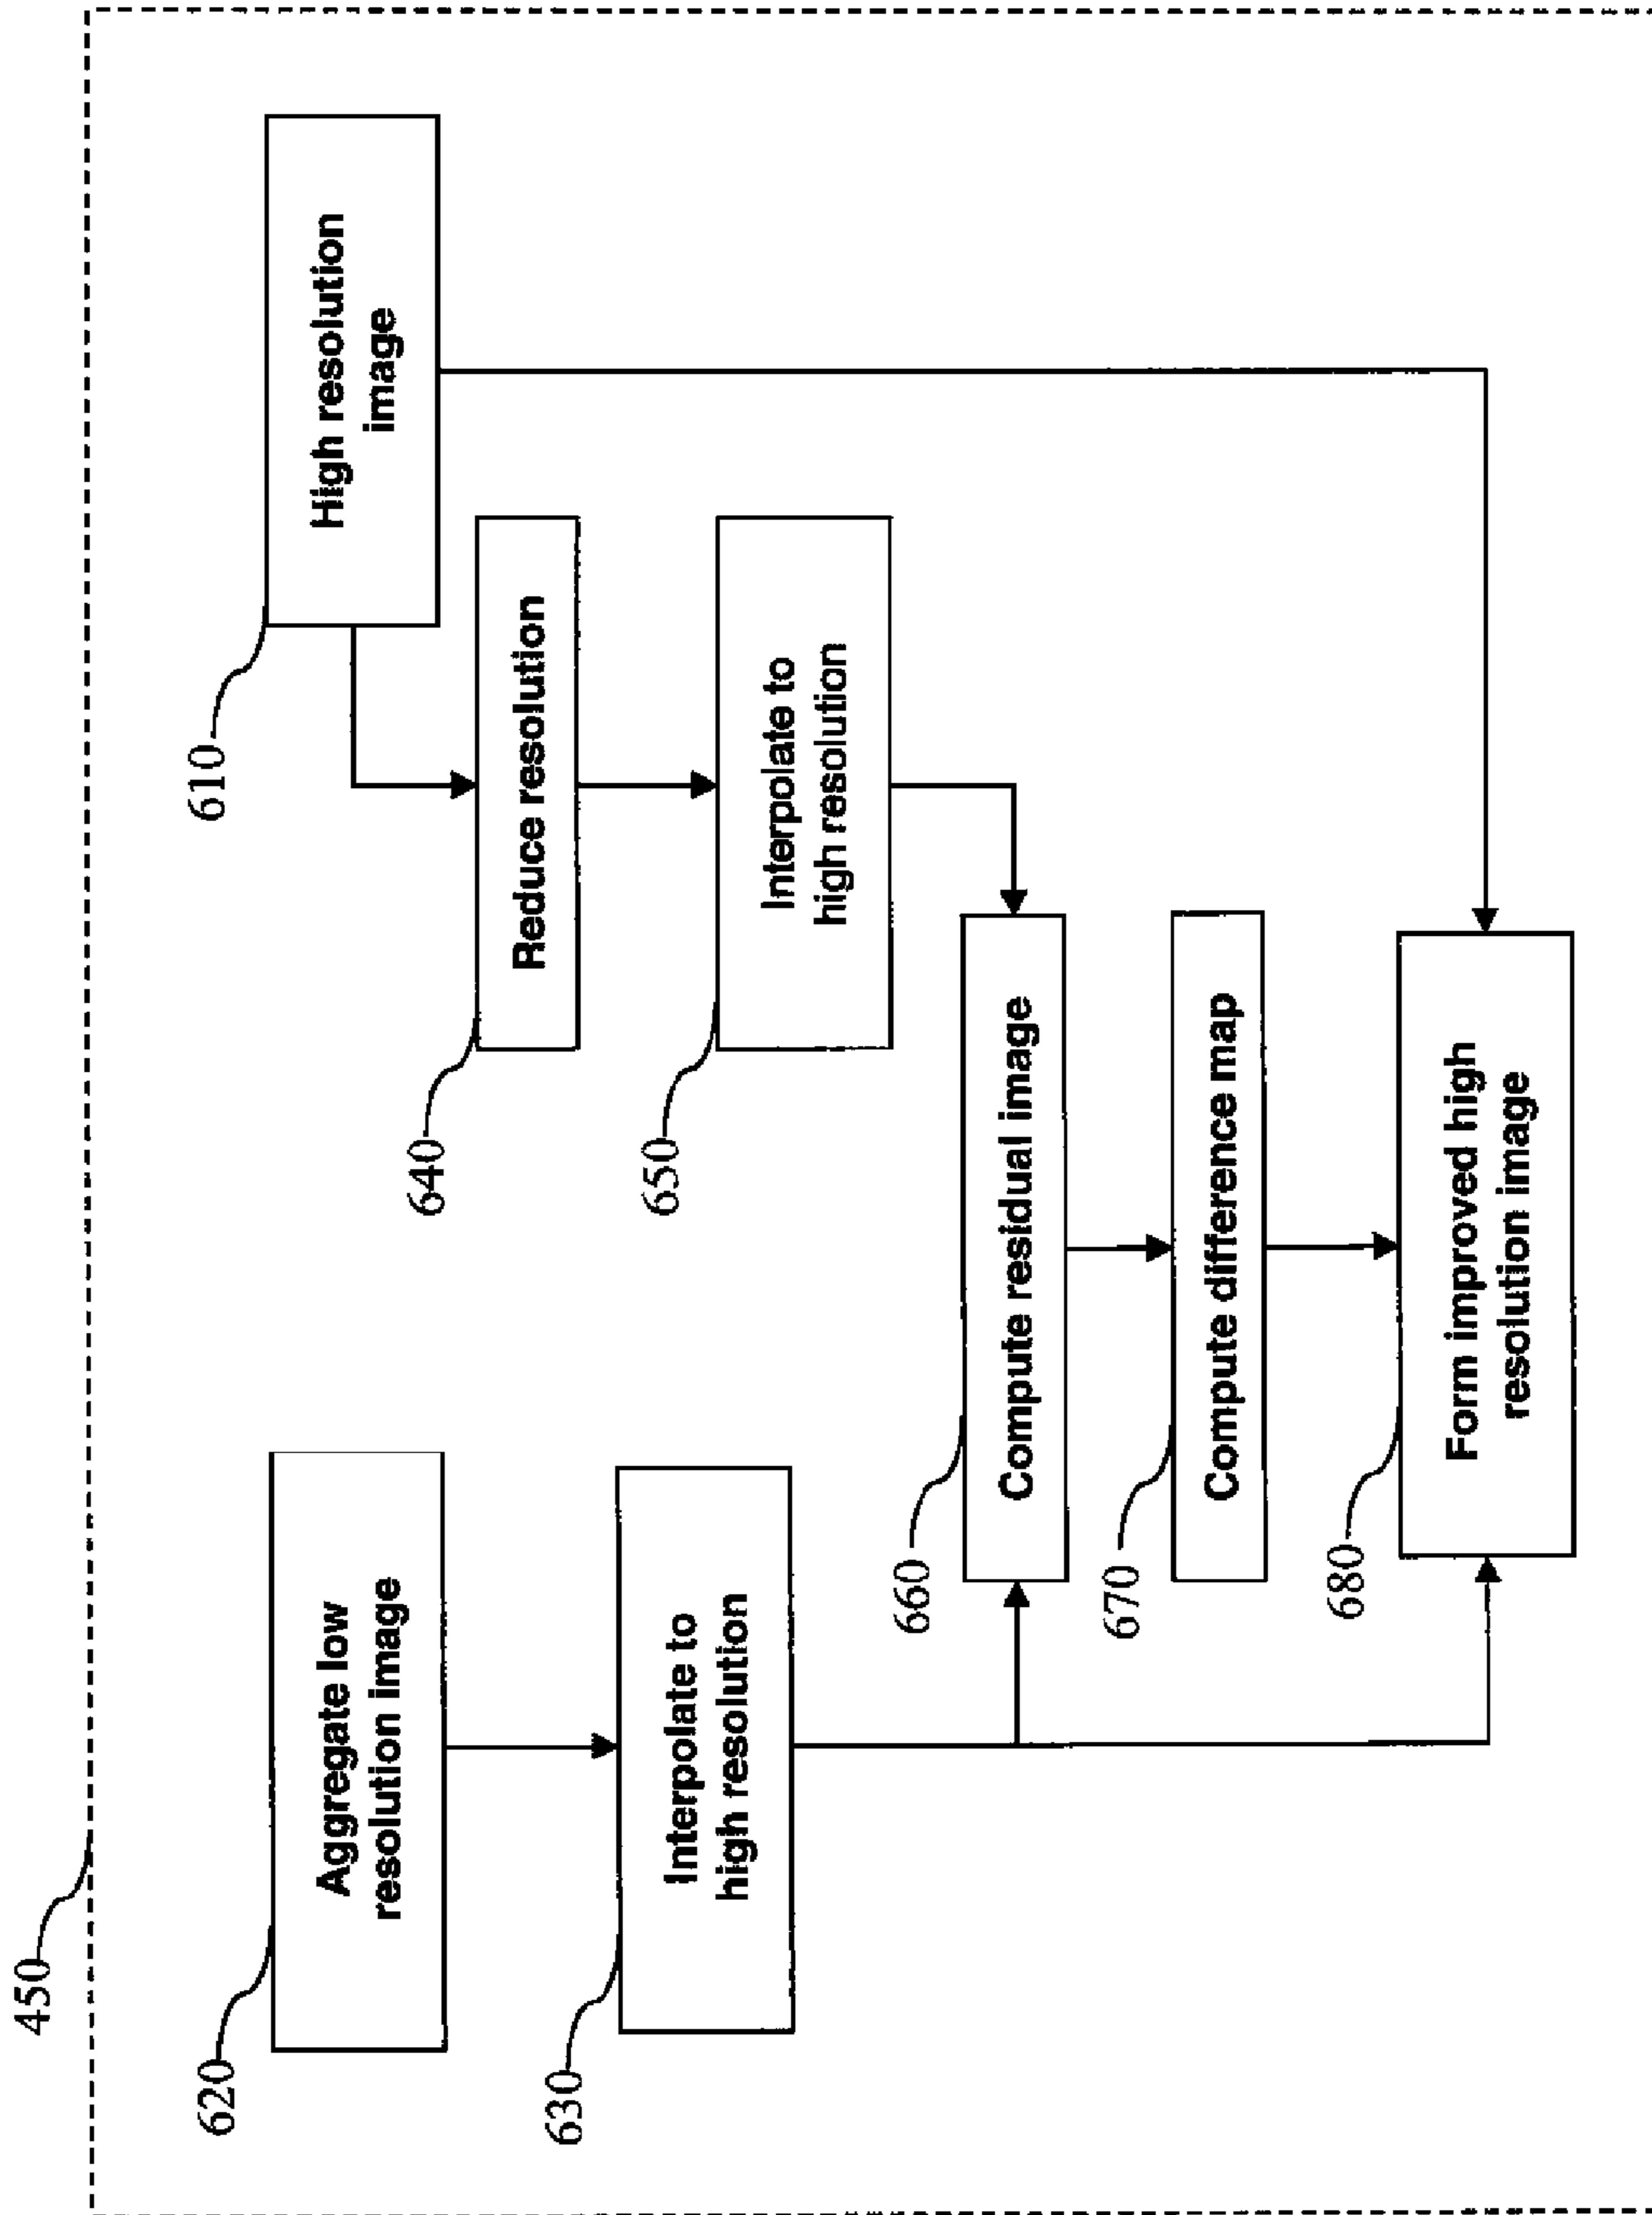 450
620
Aggregate low
resolution image
610
High resolution
image
630
Interpolate to
high resolution
640
Reduce resolution
650
Interpolate to
high resolution
660
Compute residual image
670
Compute difference map
680
Form improved high
resolution image